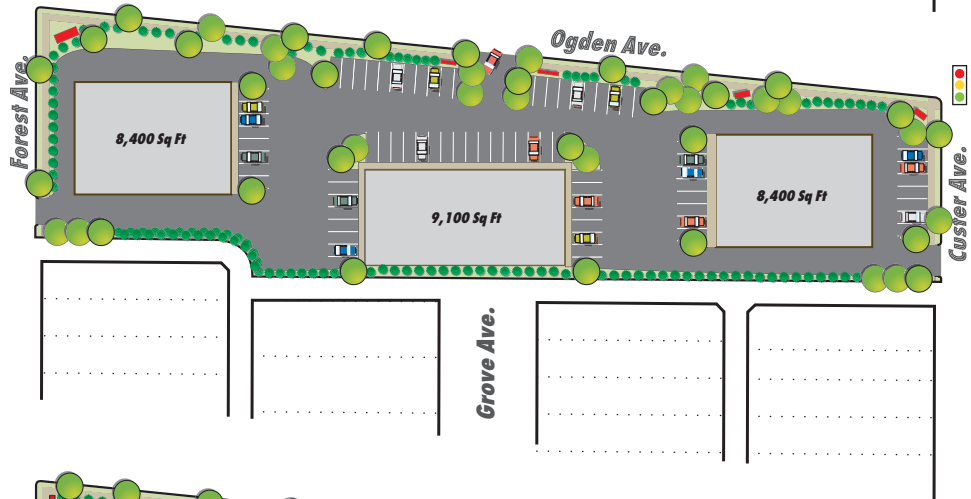 Ogden Ave.
Forest Ave.
8,400 Sq Ft
9,100 Sq Ft
8,400 Sq Ft
Custer Ave.
Grove Ave.